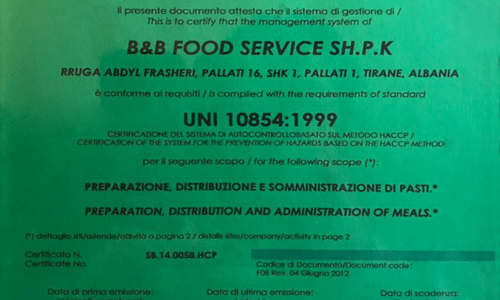 Il presente documento attesta che il sistema di gestione di /
This is to certify that the management system of
B&B FOOD SERVICE SH.P.K
RRUGA ABDYL FRASHERI, PALLATI 16, SHK 1, PALLATI 1, TIRANE, ALBANIA
è conforme ai requisiti / is complied with the requirements of standard
UNI 10854:1999
CERTIFICAZIONE DEL SISTEMA DI AUTOCONTROLLOBASATO SUL METODO HACCP /
CERTIFICATION OF THE SYSTEM FOR THE PREVENTION OF HAZARDS BASED ON THE HACCP METHOD
per il seguente scopo / for the following scope (*):
PREPARAZIONE, DISTRIBUZIONE E SOMMINISTRAZIONE DI PASTI.*
PREPARATION, DISTRIBUTION AND ADMINISTRATION OF MEALS.*
(*) dettaglio siti/aziende/attività a pagina 2 / details sites/company/activity in page 2
Certificato N.
Certificate No.
SB.14.0058.HCP
Codice di Documento/Document code:
F08 Rev. 04 Giugno 2012
Data di prima emissione:
Data di ultima emissione:
Data di scadenza: